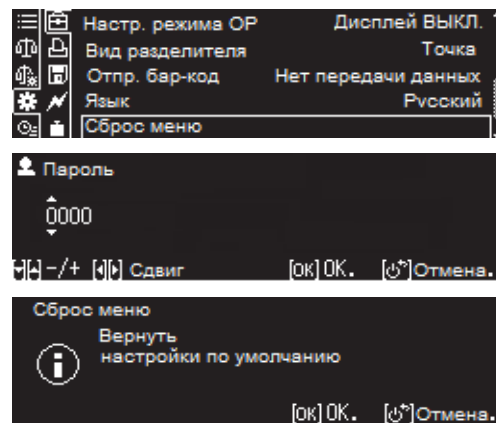 Настр. режима ОР Дисплей ВЫКЛ.
Вид разделителя Точка
Отпр. бар-код Нет передачи данных
Язык Русский
Сброс меню
Пароль
0000
-/+ Сдвиг [OK] OK. Отмена.
Сброс меню
Вернуть
настройки по умолчанию
[OK] OK. Отмена.